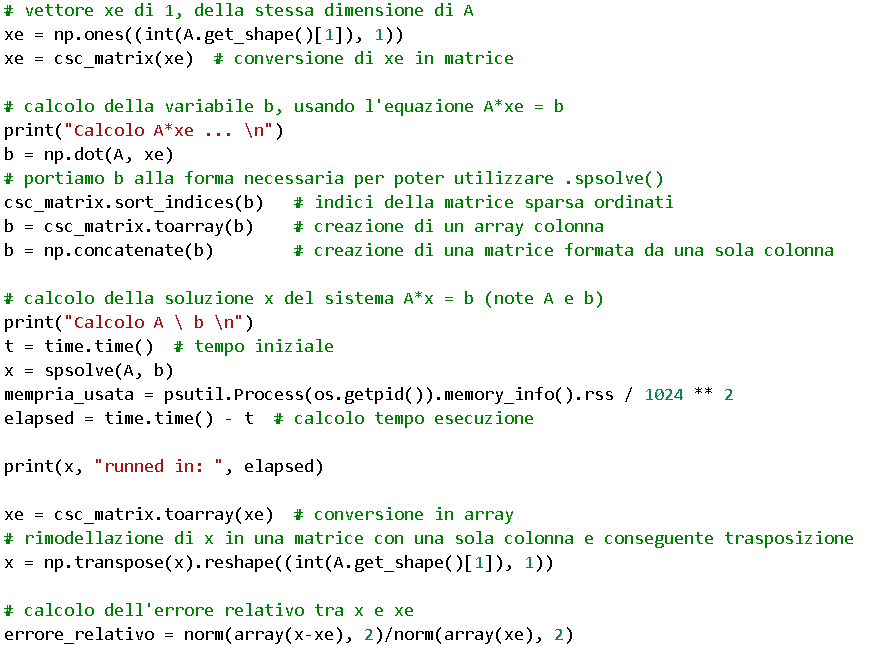 # vettore xe di 1, della stessa dimensione di A
xe = np.ones((int(A.get_shape()[1]), 1))
xe = csc_matrix(xe)  # conversione di xe in matrice

# calcolo della variabile b, usando l'equazione A*xe = b
print("Calcolo A*xe ... \n")
b = np.dot(A, xe)
# portiamo b alla forma necessaria per poter utilizzare .spsolve()
csc_matrix.sort_indices(b)   # indici della matrice sparsa ordinati
b = csc_matrix.toarray(b)    # creazione di un array colonna
b = np.concatenate(b)        # creazione di una matrice formata da una sola colonna

# calcolo della soluzione x del sistema A*x = b (note A e b)
print("Calcolo A \ b \n")
t = time.time()  # tempo iniziale
x = spsolve(A, b)
mempria_usata = psutil.Process(os.getpid()).memory_info().rss / 1024 ** 2
elapsed = time.time() - t  # calcolo tempo esecuzione

print(x, "runned in: ", elapsed)

xe = csc_matrix.toarray(xe)  # conversione in array
# rimodellazione di x in una matrice con una sola colonna e conseguente trasposizione
x = np.transpose(x).reshape((int(A.get_shape()[1]), 1))

# calcolo dell'errore relativo tra x e xe
errore_relativo = norm(array(x-xe), 2)/norm(array(xe), 2)